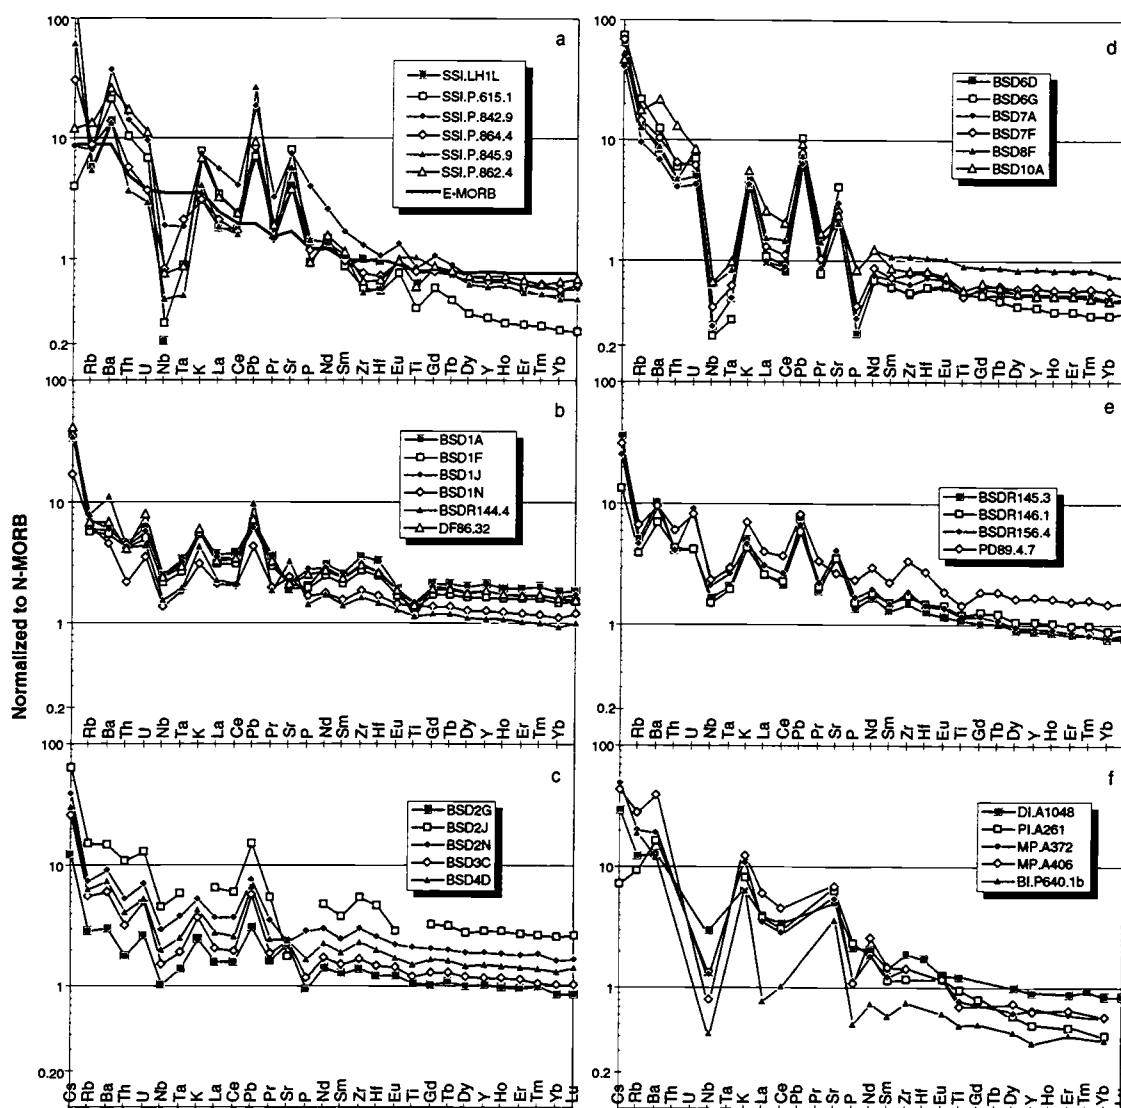 Normalized to N-MORB
100
a
SSI.LH1L
SSI.P.615.1
SSI.P.842.9
SSI.P.864.4
SSI.P.845.9
SSI.P.862.4
E-MORB
10
1
0.2
Rb Ba Th U Nb Ta K La Ce Pb Pr Sr P Nd Sm Zr Hf Eu Ti Gd Tb Dy Y Ho Er Tm Yb
100
b
BSD1A
BSD1F
BSD1J
BSD1N
BSDR144.4
DF86.32
10
1
0.2
Rb Ba Th U Nb Ta K La Ce Pb Pr Sr P Nd Sm Zr Hf Eu Ti Gd Tb Dy Y Ho Er Tm Yb
100
c
BSD2G
BSD2J
BSD2N
BSD3C
BSD4D
10
1
0.20
Cs Rb Ba Th U Nb Ta K La Ce Pb Pr Sr P Nd Sm Zr Hf Eu Ti Gd Tb Dy Y Ho Er Tm Yb Lu
100
d
BSD6D
BSD6G
BSD7A
BSD7F
BSD8F
BSD10A
10
1
0.2
Rb Ba Th U Nb Ta K La Ce Pb Pr Sr P Nd Sm Zr Hf Eu Ti Gd Tb Dy Y Ho Er Tm Yb
100
e
BSDR145.3
BSDR146.1
BSDR156.4
PD89.4.7
10
1
0.2
Rb Ba Th U Nb Ta K La Ce Pb Pr Sr P Nd Sm Zr Hf Eu Ti Gd Tb Dy Y Ho Er Tm Yb
100
f
DI.A1048
PI.A261
MP.A372
MP.A406
BI.P640.1b
10
1
0.2
Cs Rb Ba Th U Nb Ta K La Ce Pb Pr Sr P Nd Sm Zr Hf Eu Ti Gd Tb Dy Y Ho Er Tm Yb